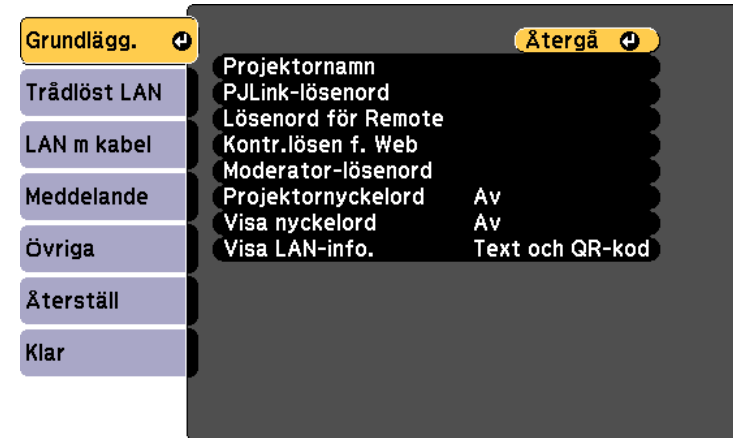 Grundlägg.
Trådlöst LAN
LAN m kabel
Meddelande
Övriga
Återställ
Klar
Återgå
Projektornamn
PJLink-lösenord
Lösenord för Remote
Kontr.lösen f. Web
Moderator-lösenord
Projektornyckelord Av
Visa nyckelord Av
Visa LAN-info. Text och QR-kod